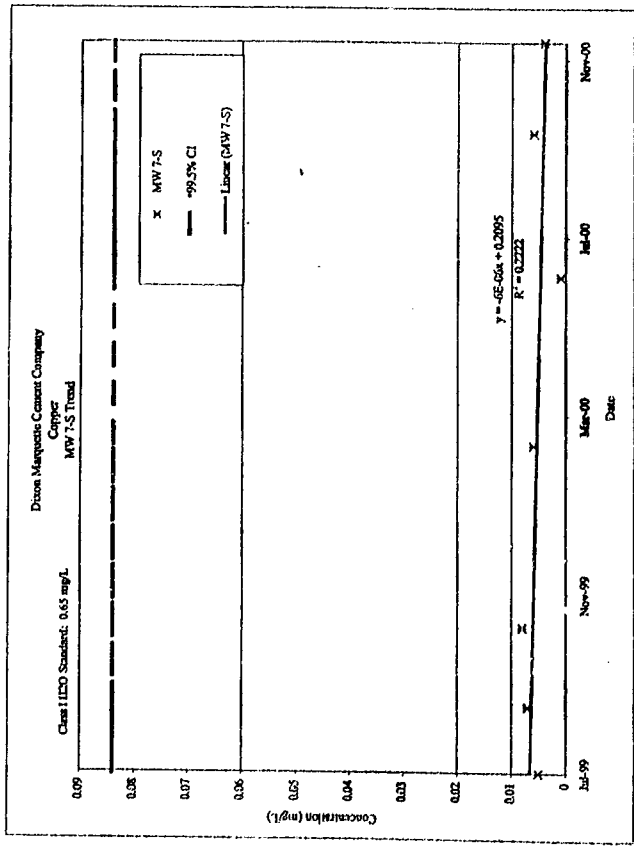 Dixon Marquette Cement Company
Copper
MW 7-S Trend
Class I H2O Standard: 0.65 mg/L
0.09
0.08
0.07
0.06
0.05
0.04
0.03
0.02
0.01
0
Concentration (mg/L)
MW 7-S
+99.5% CI
Linear (MW 7-S)
y = -6E-06x + 0.2095
R² = 0.2222
Jul-99
Nov-99
Mar-00
Jul-00
Nov-00
Date